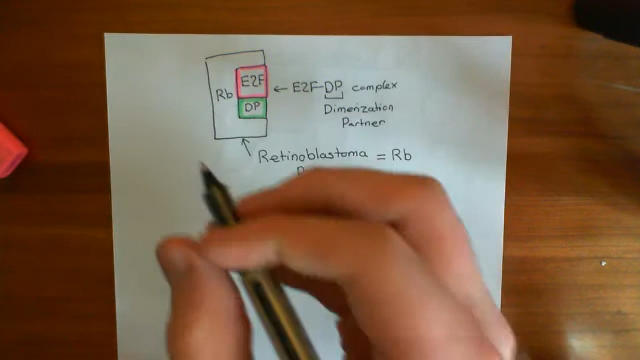 Rb
E2F
DP
← E2F-DP complex
Dimerization
Partner
Retinoblastoma = Rb